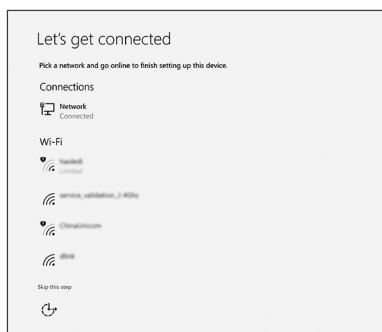 Let's get connected
Pick a network and go online to finish setting up this device.
Connections
Network
Connected
Wi-Fi
Limited
service_validation_2.4Ghz
ChinaUnicom
dlink
Skip this step